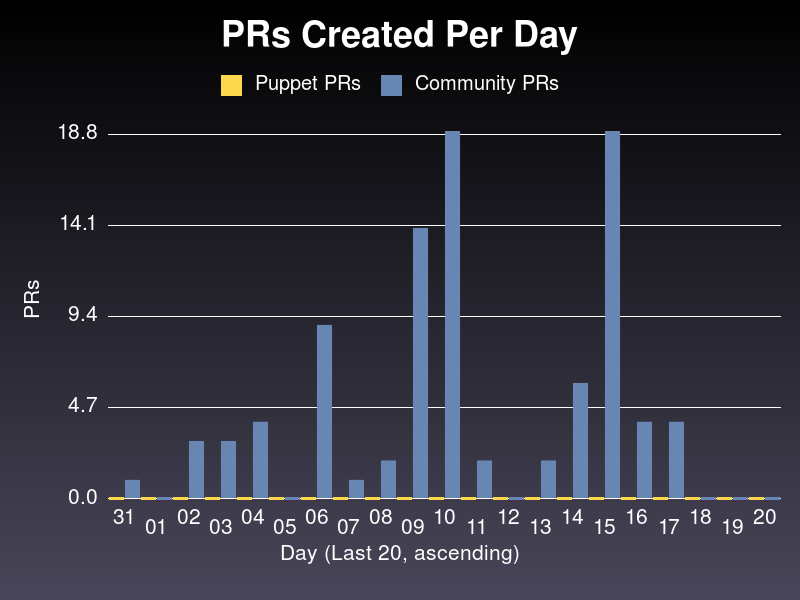 PRs Created Per Day
Puppet PRs Community PRs
18.8
14.1
9.4
4.7
0.0
PRs
31 01 02 03 04 05 06 07 08 09 10 11 12 13 14 15 16 17 18 19 20
Day (Last 20, ascending)